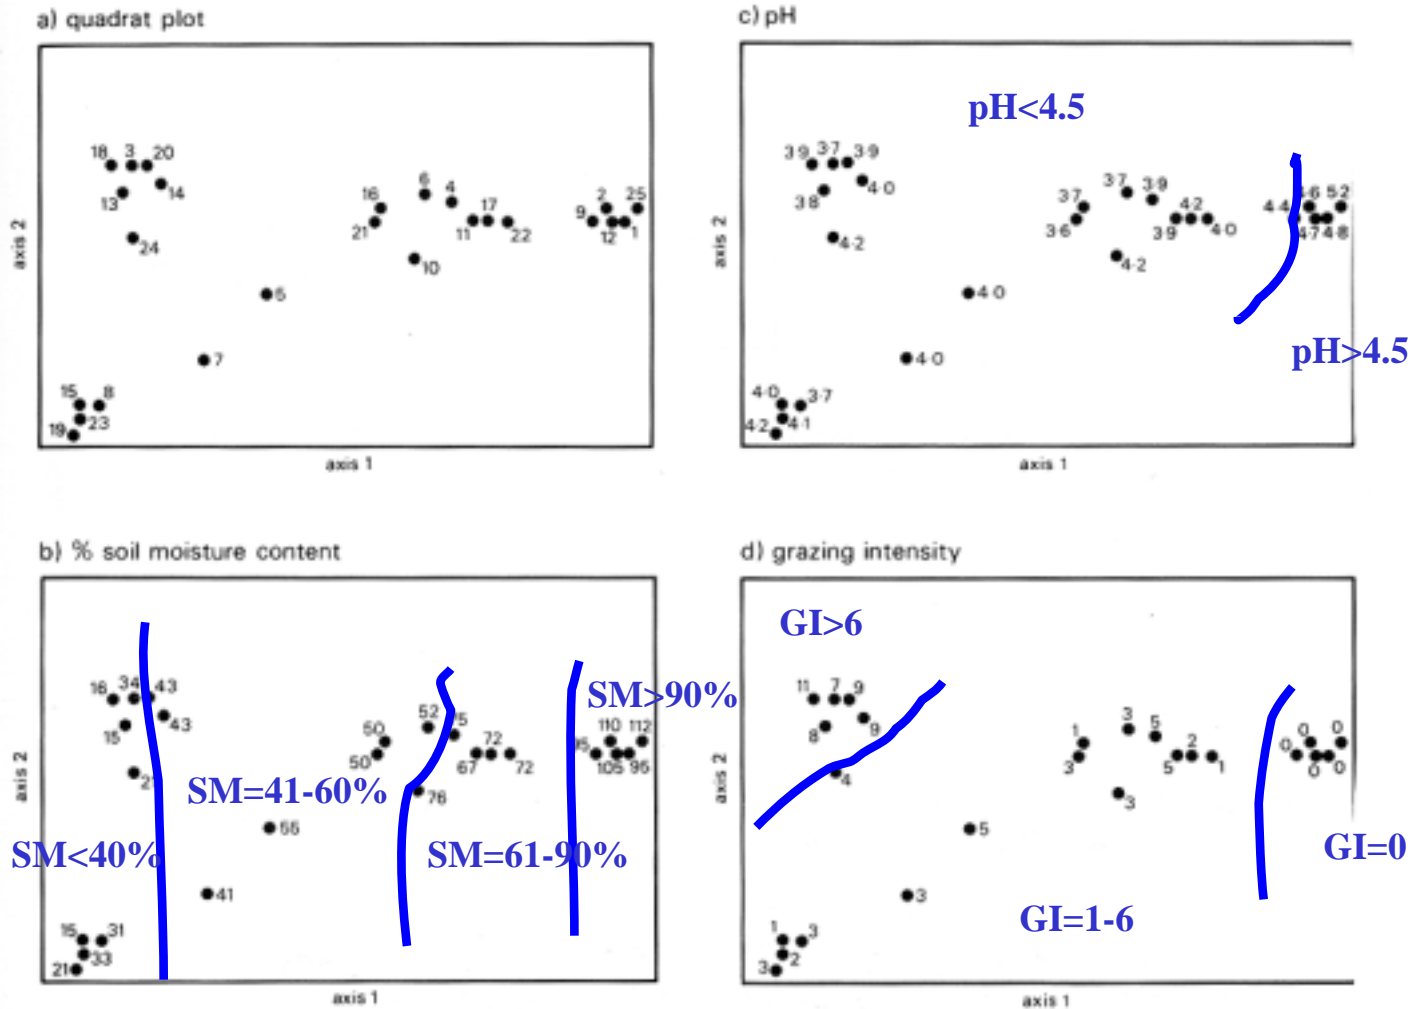 a) quadrat plot
18 3 20
14
13
24
16 6 4
21 11 17 22
10
9 2 25
12 1
5
7
15 8
23
19
axis 2
axis 1
c) pH
pH<4.5
3·9 3·7 3·9
4·0
3·8
4·2
3·7 3·7 3·9
3·6 3·9 4·2 4·0
4·2
4·4 5·2
4·7 4·8
4·0
4·0
pH>4.5
4·0 3·7
4·2 4·1
axis 2
axis 1
b) % soil moisture content
16 34 43
43
15
50 52
50 67 72 72
76
SM>90%
110 112
105 96
SM=41-60%
SM<40%
SM=61-90%
41
15 31
33
21
axis 2
axis 1
d) grazing intensity
GI>6
11 7 9
9
8
4
1 3 5
3 5 2 1
3
0 0 0
0 0
5
3
GI=0
GI=1-6
1 3
2
3
axis 2
axis 1